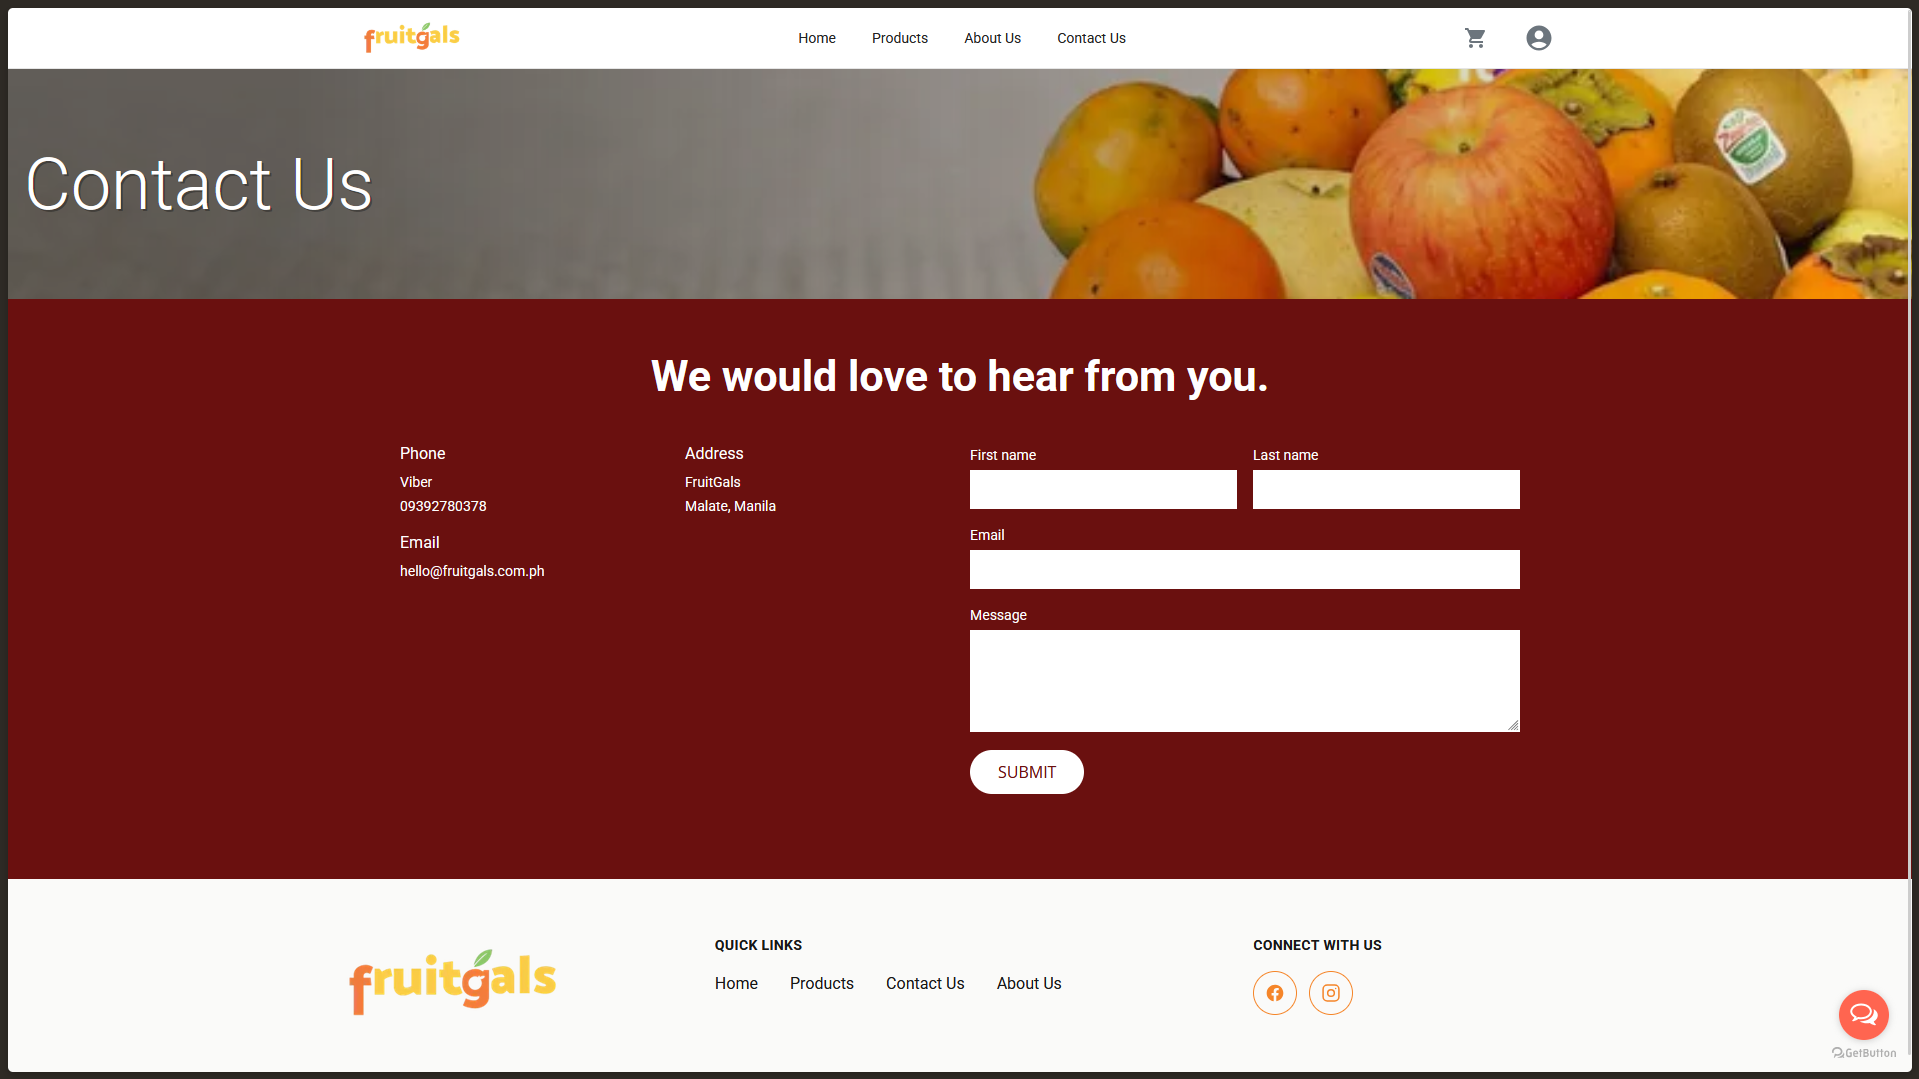 fruitgals
Home Products About Us Contact Us
Contact Us
We would love to hear from you.
Phone
Viber
09392780378
Email
hello@fruitgals.com.ph
Address
FruitGals
Malate, Manila
First name Last name
Email
Message
SUBMIT
fruitgals
QUICK LINKS
Home Products Contact Us About Us
CONNECT WITH US
GetButton